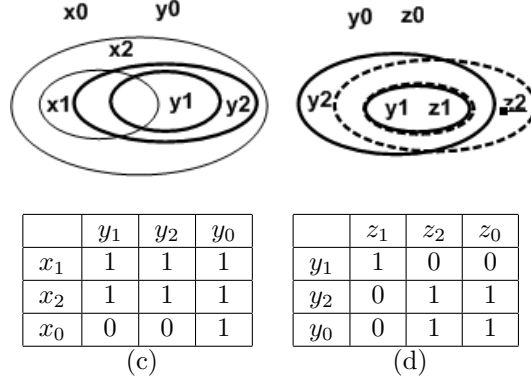 x0 y0
x2
x1 y1 y2
y0 z0
y2 y1 z1 z2
y₁ y₂ y₀
x₁ 1 1 1
x₂ 1 1 1
x₀ 0 0 1
(c)
z₁ z₂ z₀
y₁ 1 0 0
y₂ 0 1 1
y₀ 0 1 1
(d)